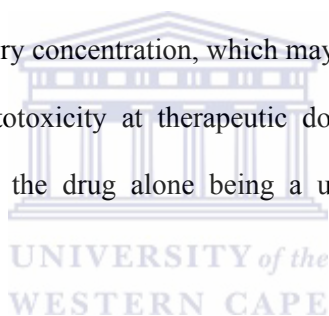 ry concentration, which may
totoxicity at therapeutic do
the drug alone being a u
UNIVERSITY of the
WESTERN CAPE